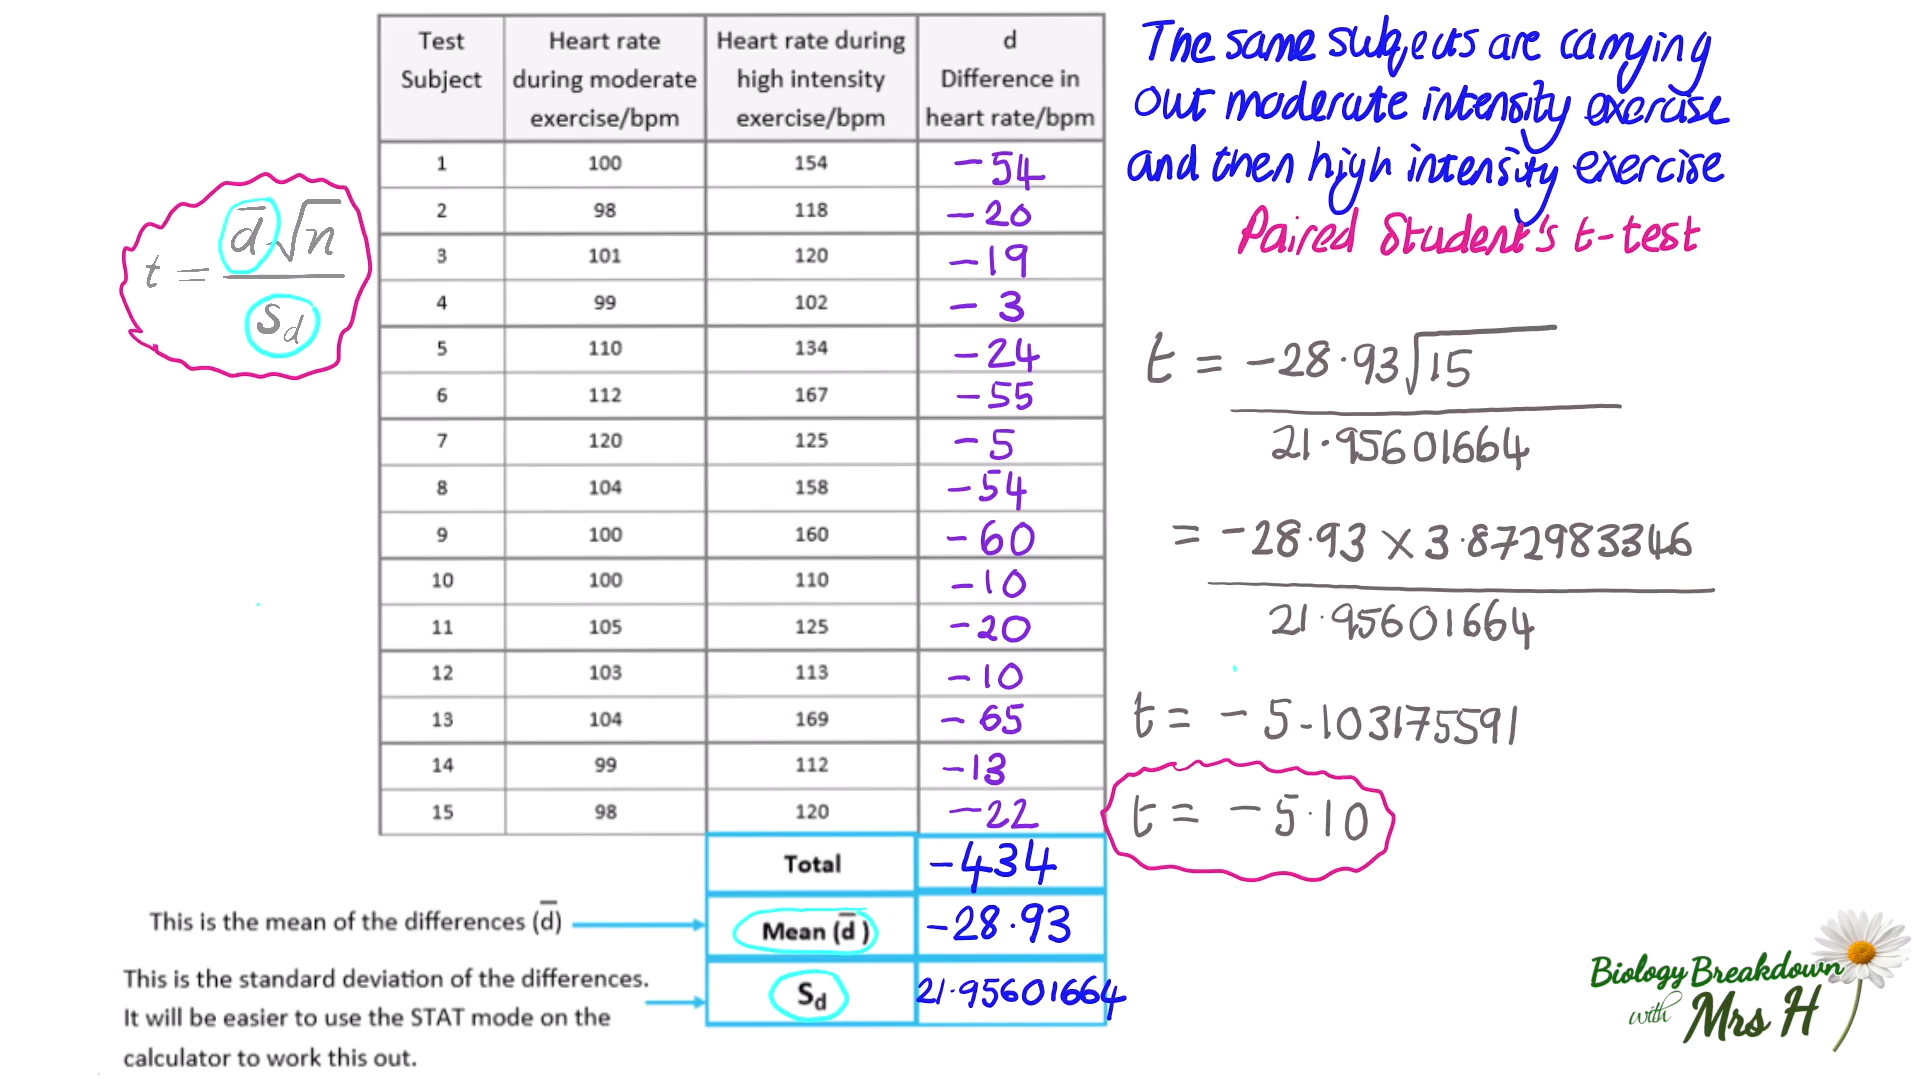 Test Subject | Heart rate during moderate exercise/bpm | Heart rate during high intensity exercise/bpm | d Difference in heart rate/bpm
1 | 100 | 154 | -54
2 | 98 | 118 | -20
3 | 101 | 120 | -19
4 | 99 | 102 | -3
5 | 110 | 134 | -24
6 | 112 | 167 | -55
7 | 120 | 125 | -5
8 | 104 | 158 | -54
9 | 100 | 160 | -60
10 | 100 | 110 | -10
11 | 105 | 125 | -20
12 | 103 | 113 | -10
13 | 104 | 169 | -65
14 | 99 | 112 | -13
15 | 98 | 120 | -22
Total | -434
Mean (d̅) | -28.93
Sd | 21.95601664
t = d̅√n
Sd
This is the mean of the differences (d̅)
This is the standard deviation of the differences.
It will be easier to use the STAT mode on the
calculator to work this out.
The same subjects are carrying
out moderate intensity exercise
and then high intensity exercise
Paired Student's t-test
t = -28.93√15
21.95601664
= -28.93 × 3.872983346
21.95601664
t = -5.103175591
t = -5.10
Biology Breakdown
with Mrs H